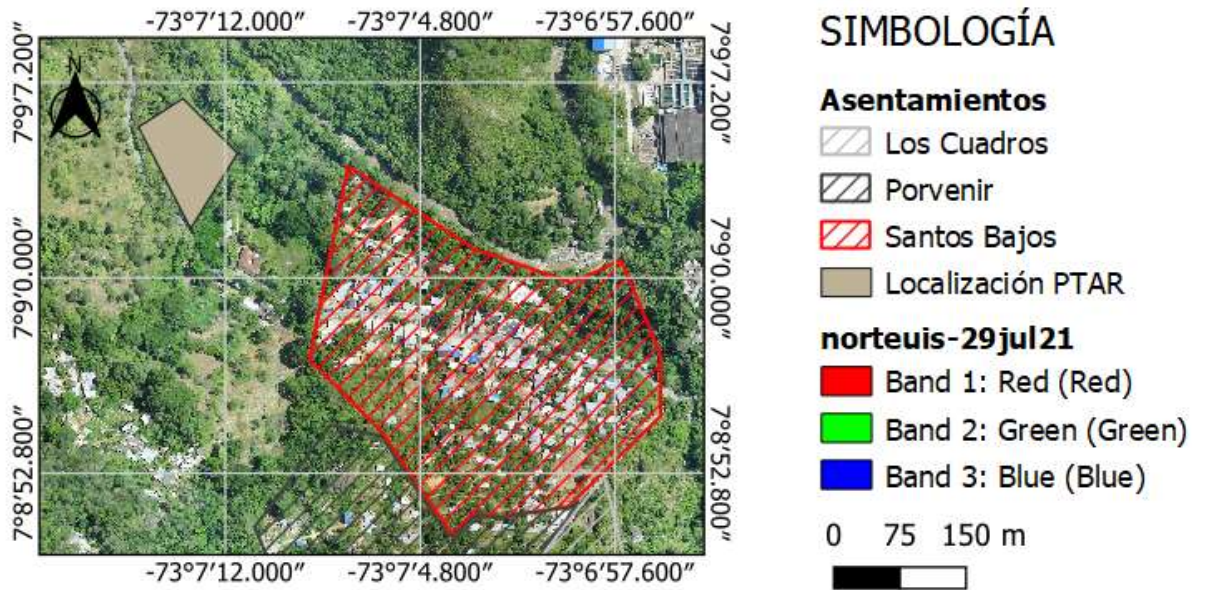 -73°7'12.000" -73°7'4.800" -73°6'57.600"
7°9'7.200"
7°9'0.000"
7°8'52.800"
N
7°9'7.200"
7°9'0.000"
7°8'52.800"
-73°7'12.000" -73°7'4.800" -73°6'57.600"
SIMBOLOGÍA
Asentamientos
Los Cuadros
Porvenir
Santos Bajos
Localización PTAR
norteuis-29jul21
Band 1: Red (Red)
Band 2: Green (Green)
Band 3: Blue (Blue)
0 75 150 m